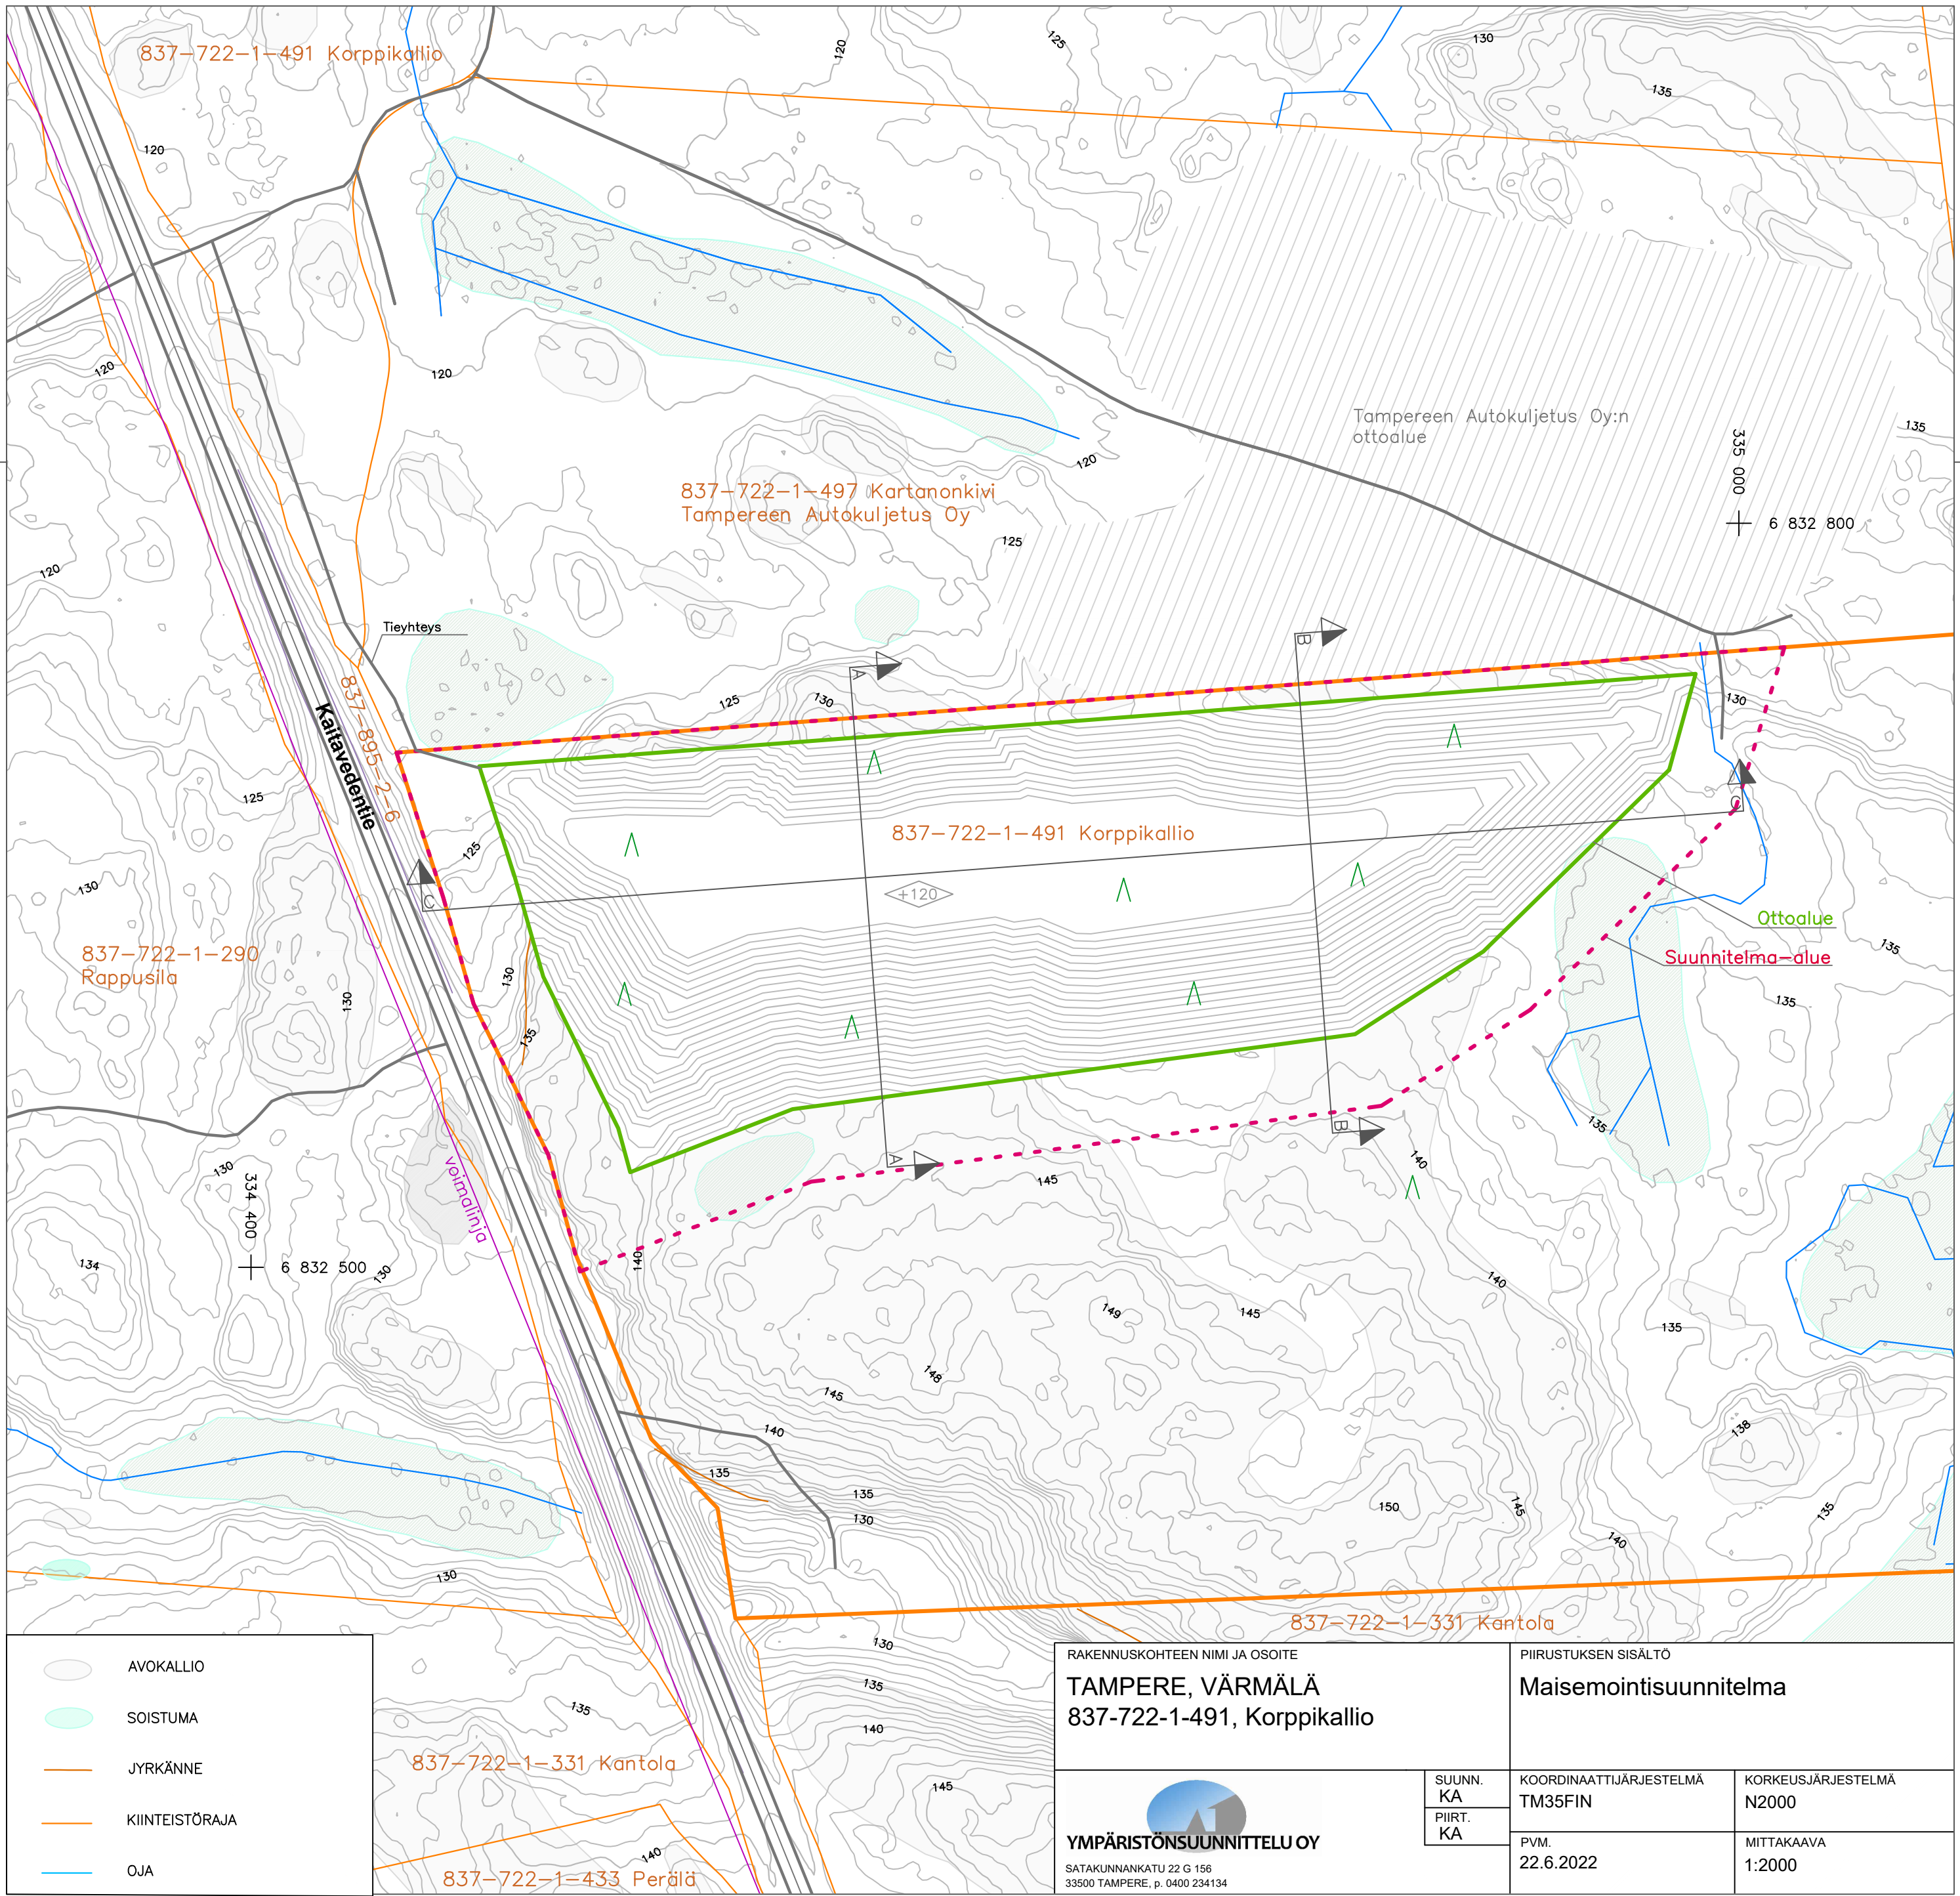 837-722-1-491 Korppikallio
120
125
130
135
120
120
120
Tampereen Autokuljetus Oy:n
ottoalue
335 000
135
120
837-722-1-497 Kartanonkivi
Tampereen Autokuljetus Oy
6 832 800
125
120
Tieyhteys
B
A
837-895-2-6
Kaitavedentie
125
130
130
125
125
C
837-722-1-491 Korppikallio
+120
C
130
Ottoalue
Suunnitelma-alue
135
837-722-1-290
Rappusila
130
130
135
135
B
A
135
140
145
130
334 400
6 832 500
voimalinja
130
134
140
149
145
140
135
148
145
140
138
135
135
130
150
145
140
135
130
837-722-1-331 Kantola
130
135
140
135
837-722-1-331 Kantola
145
140
837-722-1-433 Perälä
AVOKALLIO
SOISTUMA
JYRKÄNNE
KIINTEISTÖRAJA
OJA
RAKENNUSKOHTEEN NIMI JA OSOITE
TAMPERE, VÄRMÄLÄ
837-722-1-491, Korppikallio
PIIRUSTUKSEN SISÄLTÖ
Maisemointisuunnitelma
A1
YMPÄRISTÖNSUUNNITTELU OY
SATAKUNNANKATU 22 G 156
33500 TAMPERE, p. 0400 234134
SUUNN.
KA
PIIRT.
KA
KOORDINAATTIJÄRJESTELMÄ
TM35FIN
KORKEUSJÄRJESTELMÄ
N2000
PVM.
22.6.2022
MITTAKAAVA
1:2000